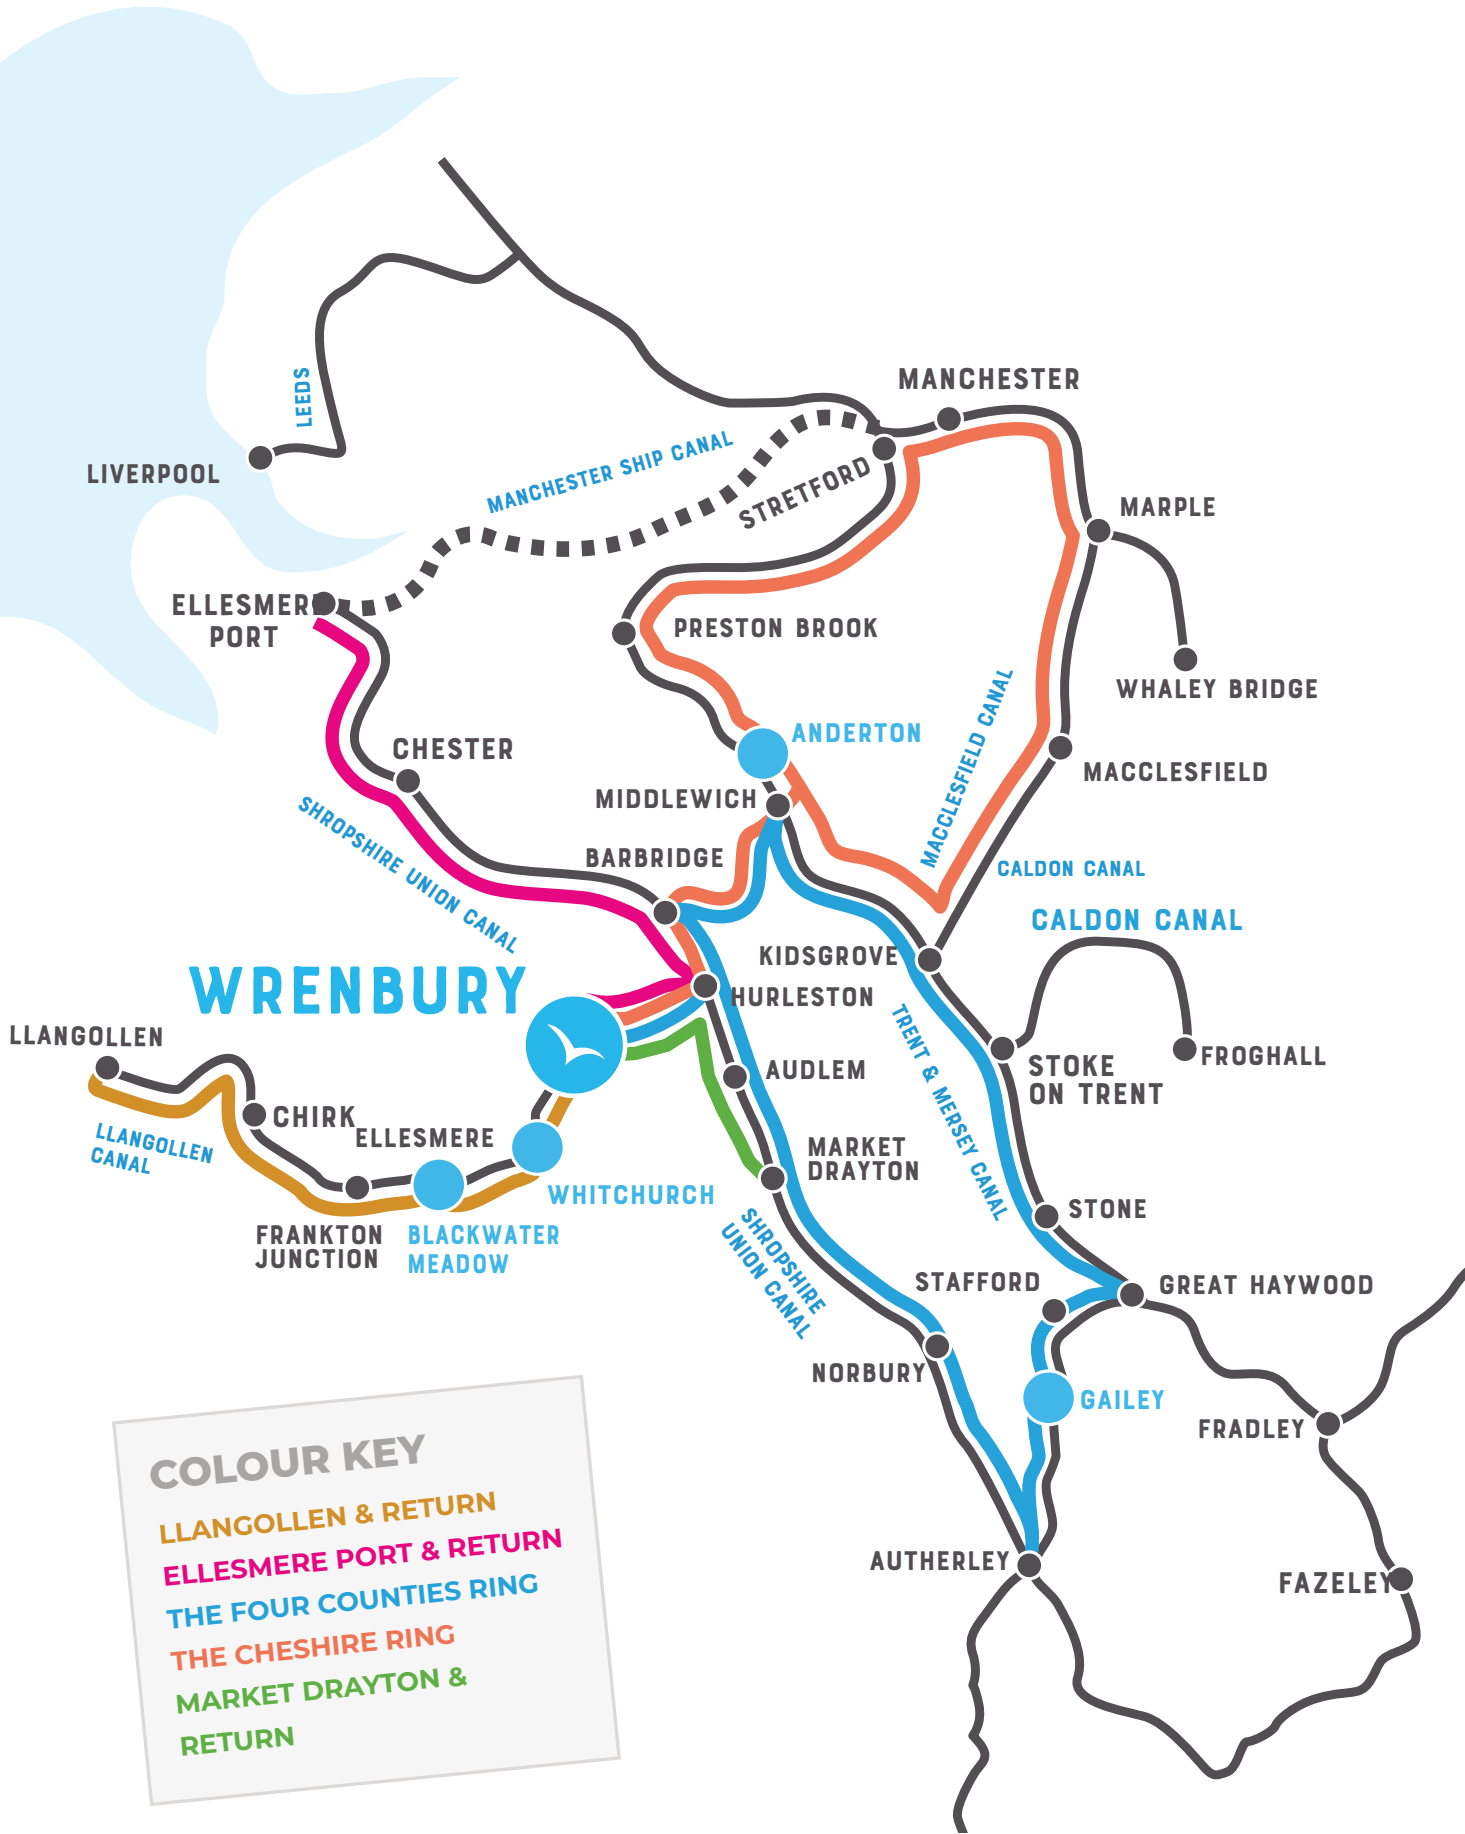 MANCHESTER
LEEDS
MANCHESTER SHIP CANAL
LIVERPOOL
STRETFORD
MARPLE
ELLESMERE
PORT
PRESTON BROOK
WHALEY BRIDGE
ANDERTON
MACCLESFIELD CANAL
CHESTER
MACCLESFIELD
MIDDLEWICH
SHROPSHIRE UNION CANAL
BARBRIDGE
CALDON CANAL
CALDON CANAL
KIDSGROVE
WRENBURY
HURLESTON
LLANGOLLEN
TRENT & MERSEY CANAL
STOKE
ON TRENT
FROGHALL
AUDLEM
CHIRK
ELLESMERE
LLANGOLLEN
CANAL
MARKET
DRAYTON
WHITCHURCH
STONE
FRANKTON
JUNCTION
BLACKWATER
MEADOW
SHROPSHIRE
UNION CANAL
STAFFORD
GREAT HAYWOOD
NORBURY
GAILEY
FRADLEY
AUTHERLEY
FAZELEY
COLOUR KEY
LLANGOLLEN & RETURN
ELLESMERE PORT & RETURN
THE FOUR COUNTIES RING
THE CHESHIRE RING
MARKET DRAYTON &
RETURN